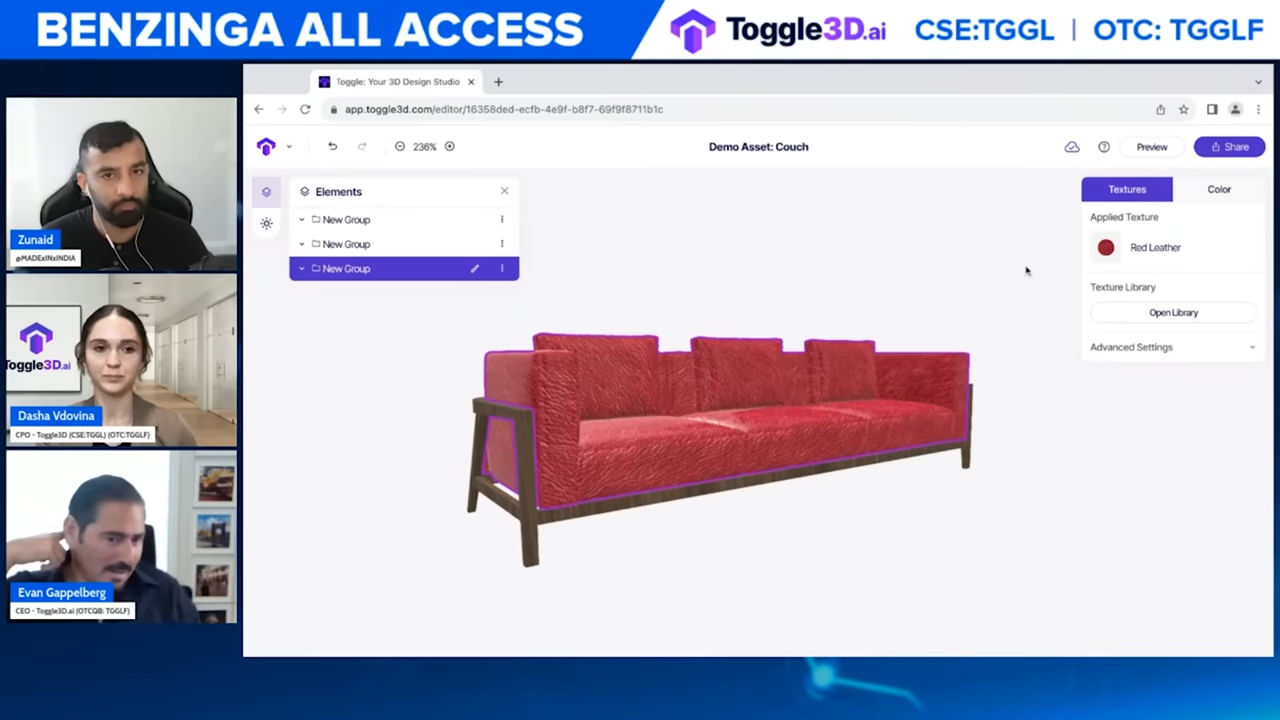 BENZINGA ALL ACCESS
Toggle3D.ai
CSE:TGGL | OTC: TGGLF
Toggle: Your 3D Design Studio
app.toggle3d.com/editor/16358ded-ecfb-4e9f-b8f7-69f9f8711b1c
236%
Demo Asset: Couch
Preview
Share
Elements
New Group
New Group
New Group
Textures
Color
Applied Texture
Red Leather
Texture Library
Open Library
Advanced Settings
Zunaid
@MADExINxINDIA
Toggle3D.ai
Dasha Vdovina
CPO - Toggle3D (CSE:TGGL) (OTC:TGGLF)
Evan Gappelberg
CEO - Toggle3D.ai (OTCQB: TGGLF)